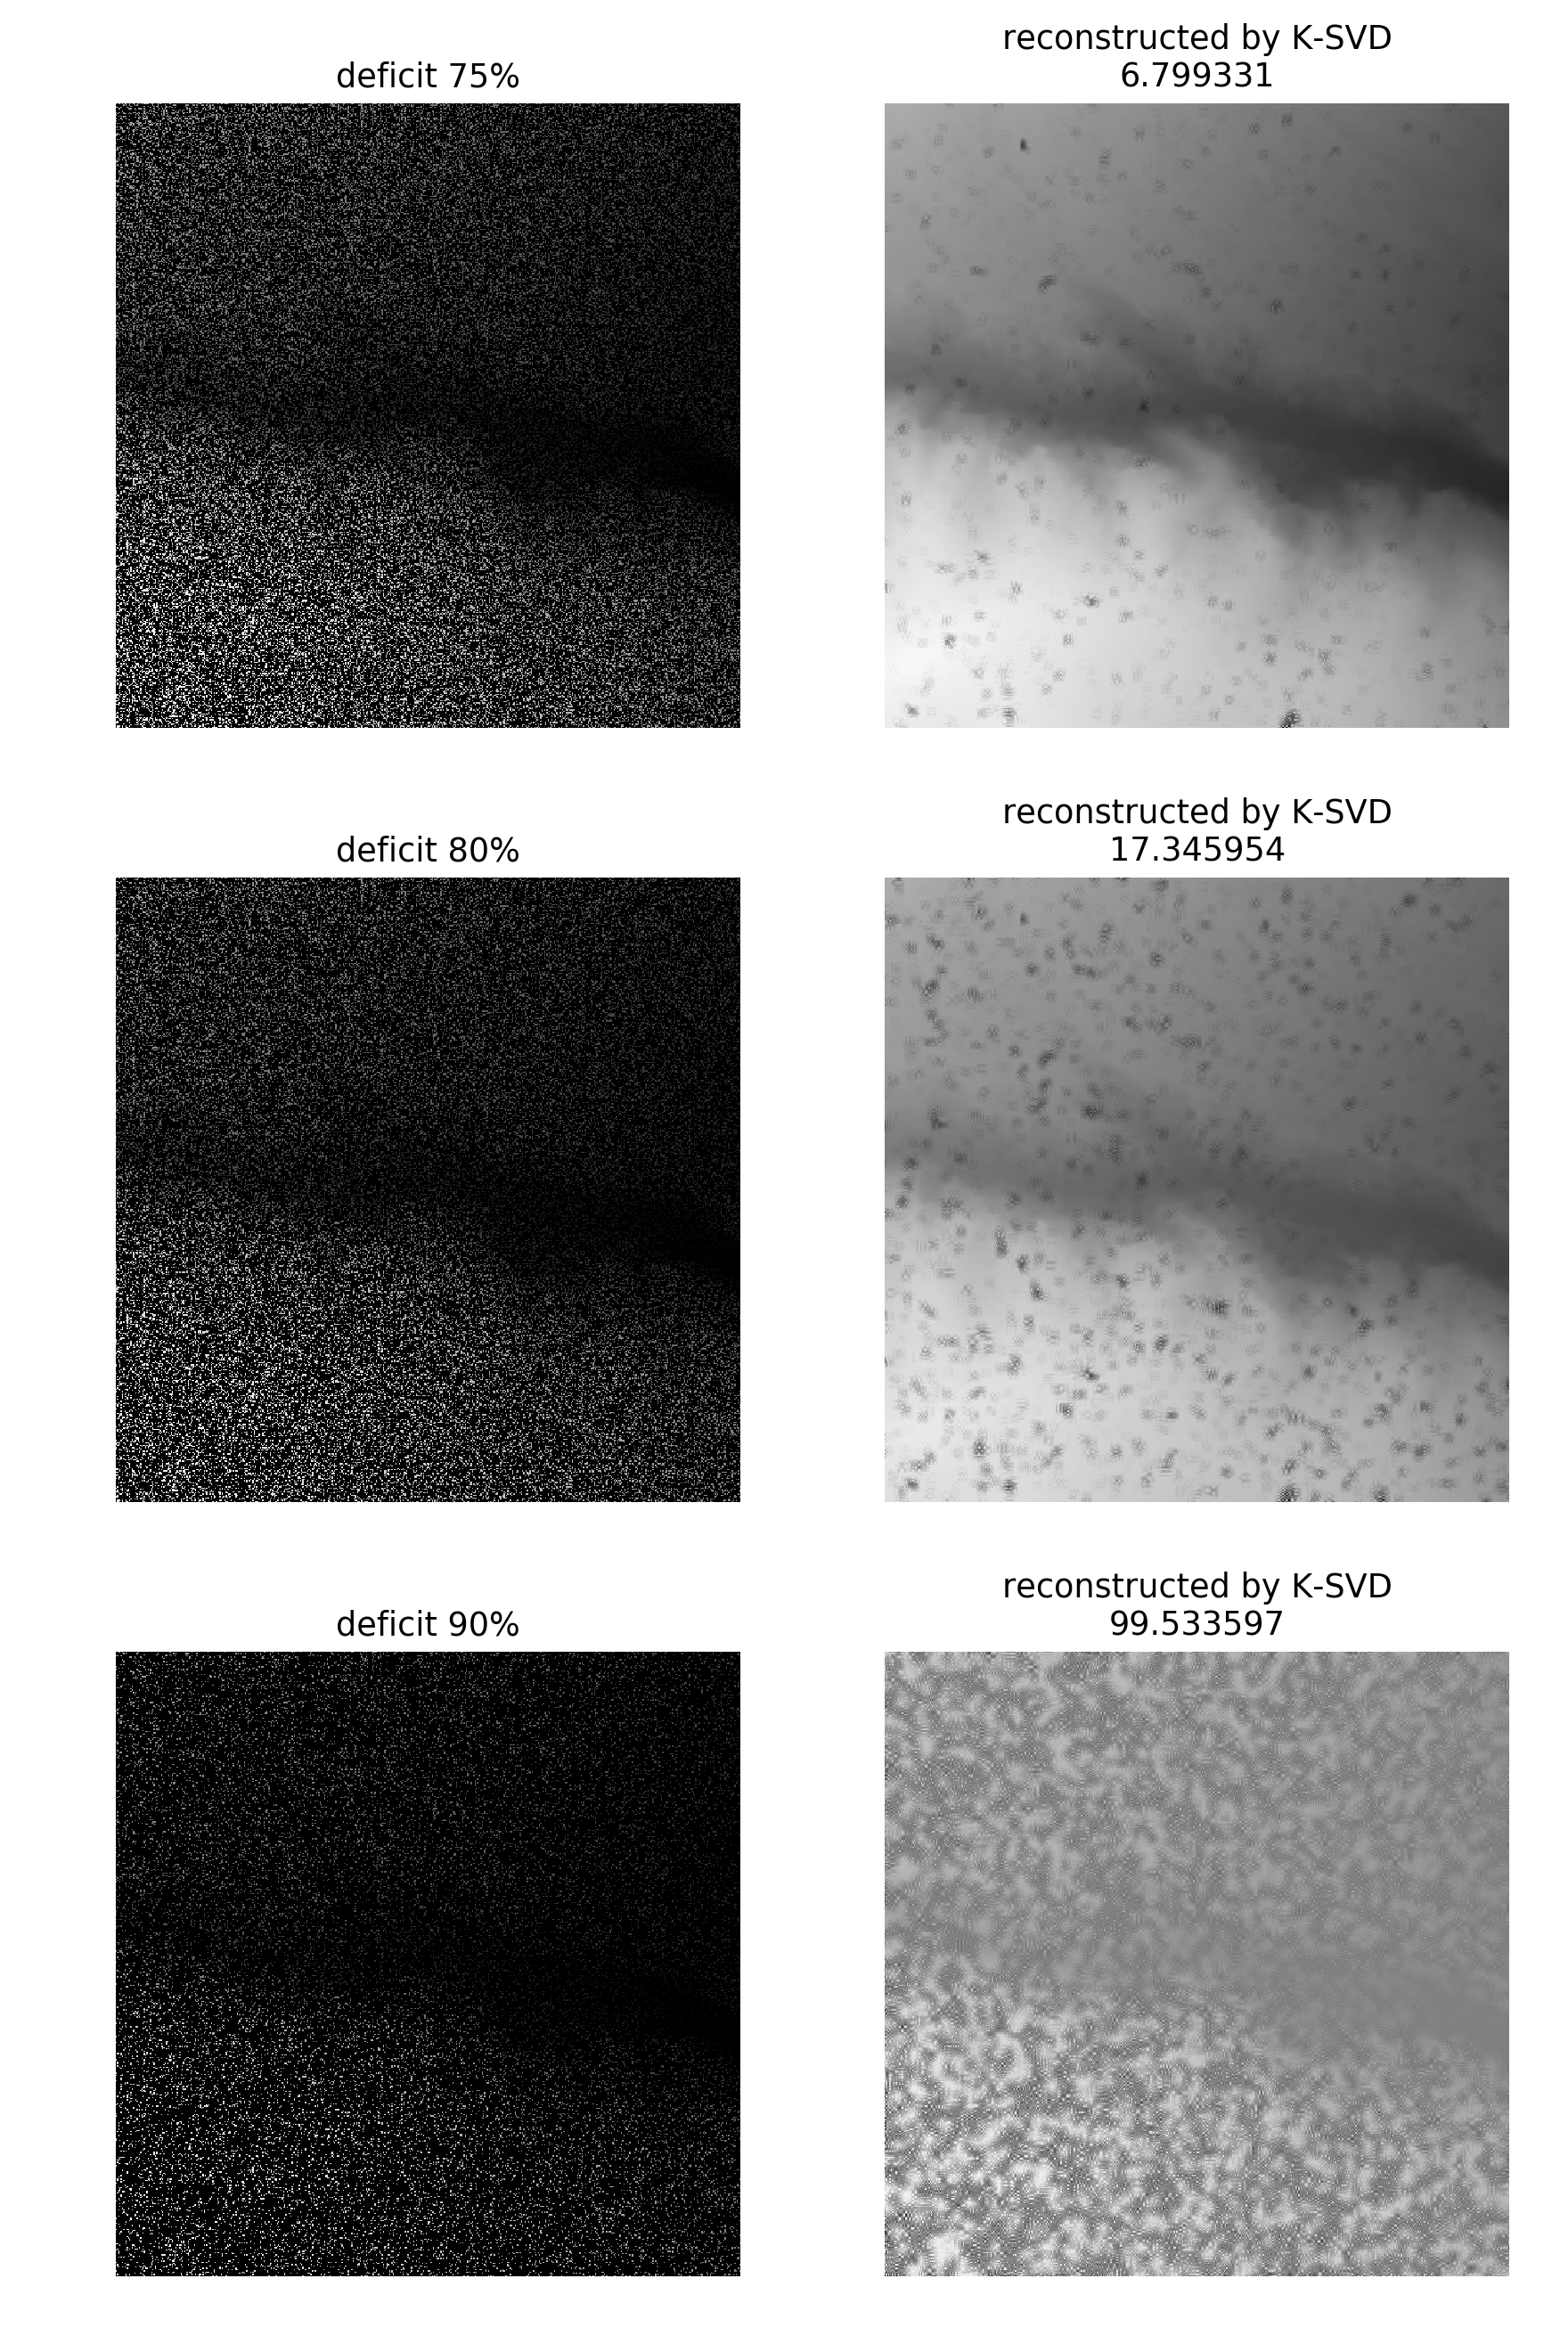 deficit 75%
reconstructed by K-SVD
6.799331
deficit 80%
reconstructed by K-SVD
17.345954
deficit 90%
reconstructed by K-SVD
99.533597